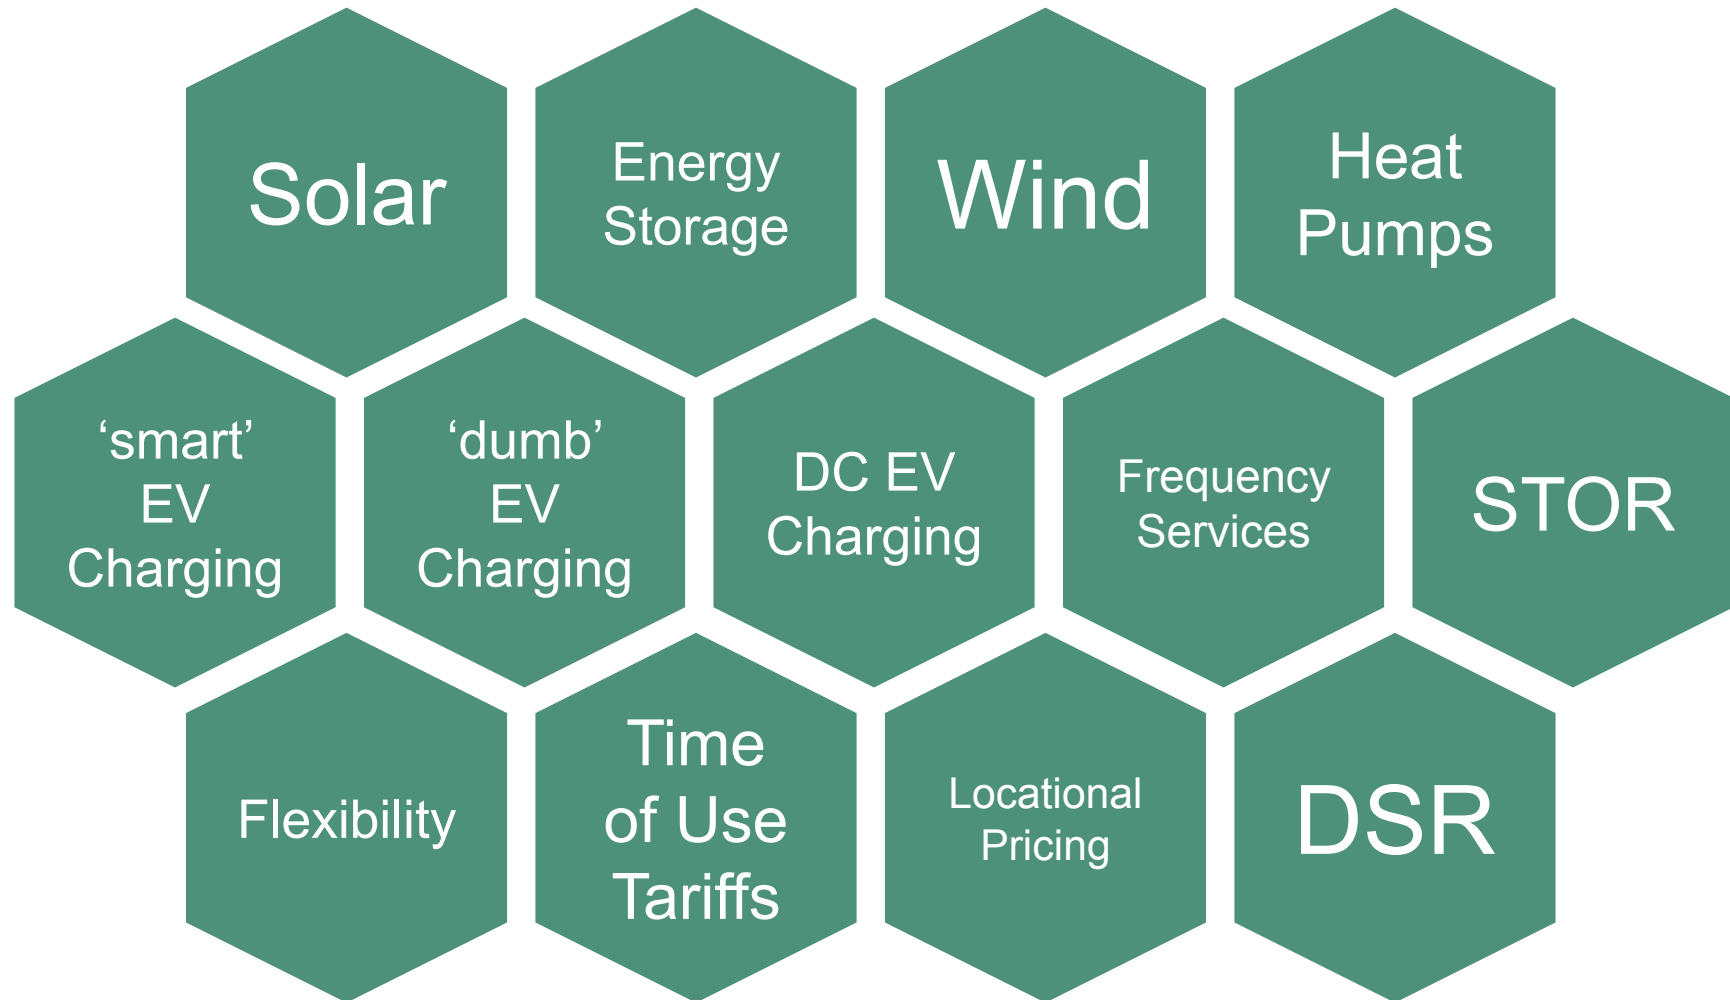 Solar
Energy
Storage
Wind
Heat
Pumps
‘smart’
EV
Charging
‘dumb’
EV
Charging
DC EV
Charging
Frequency
Services
STOR
Flexibility
Time
of Use
Tariffs
Locational
Pricing
DSR